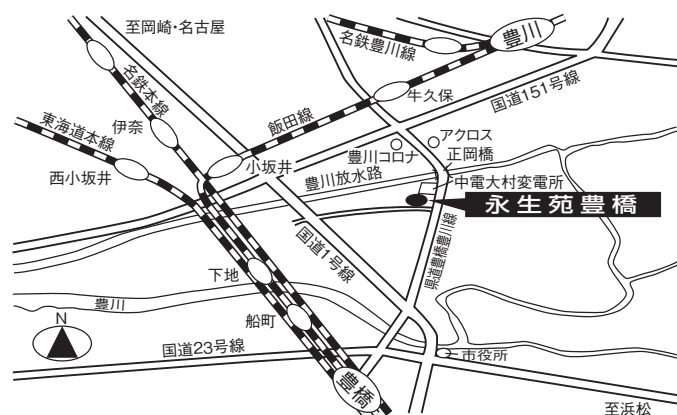 至岡崎・名古屋
名鉄豊川線
豊川
名鉄本線
牛久保
国道151号線
飯田線
伊奈
東海道本線
アクロス
豊川コロナ
正岡橋
小坂井
西小坂井
豊川放水路
中電大村変電所
永生苑豊橋
国道1号線
県道豊橋豊川線
下地
豊川
船町
N
国道23号線
市役所
豊橋
至浜松